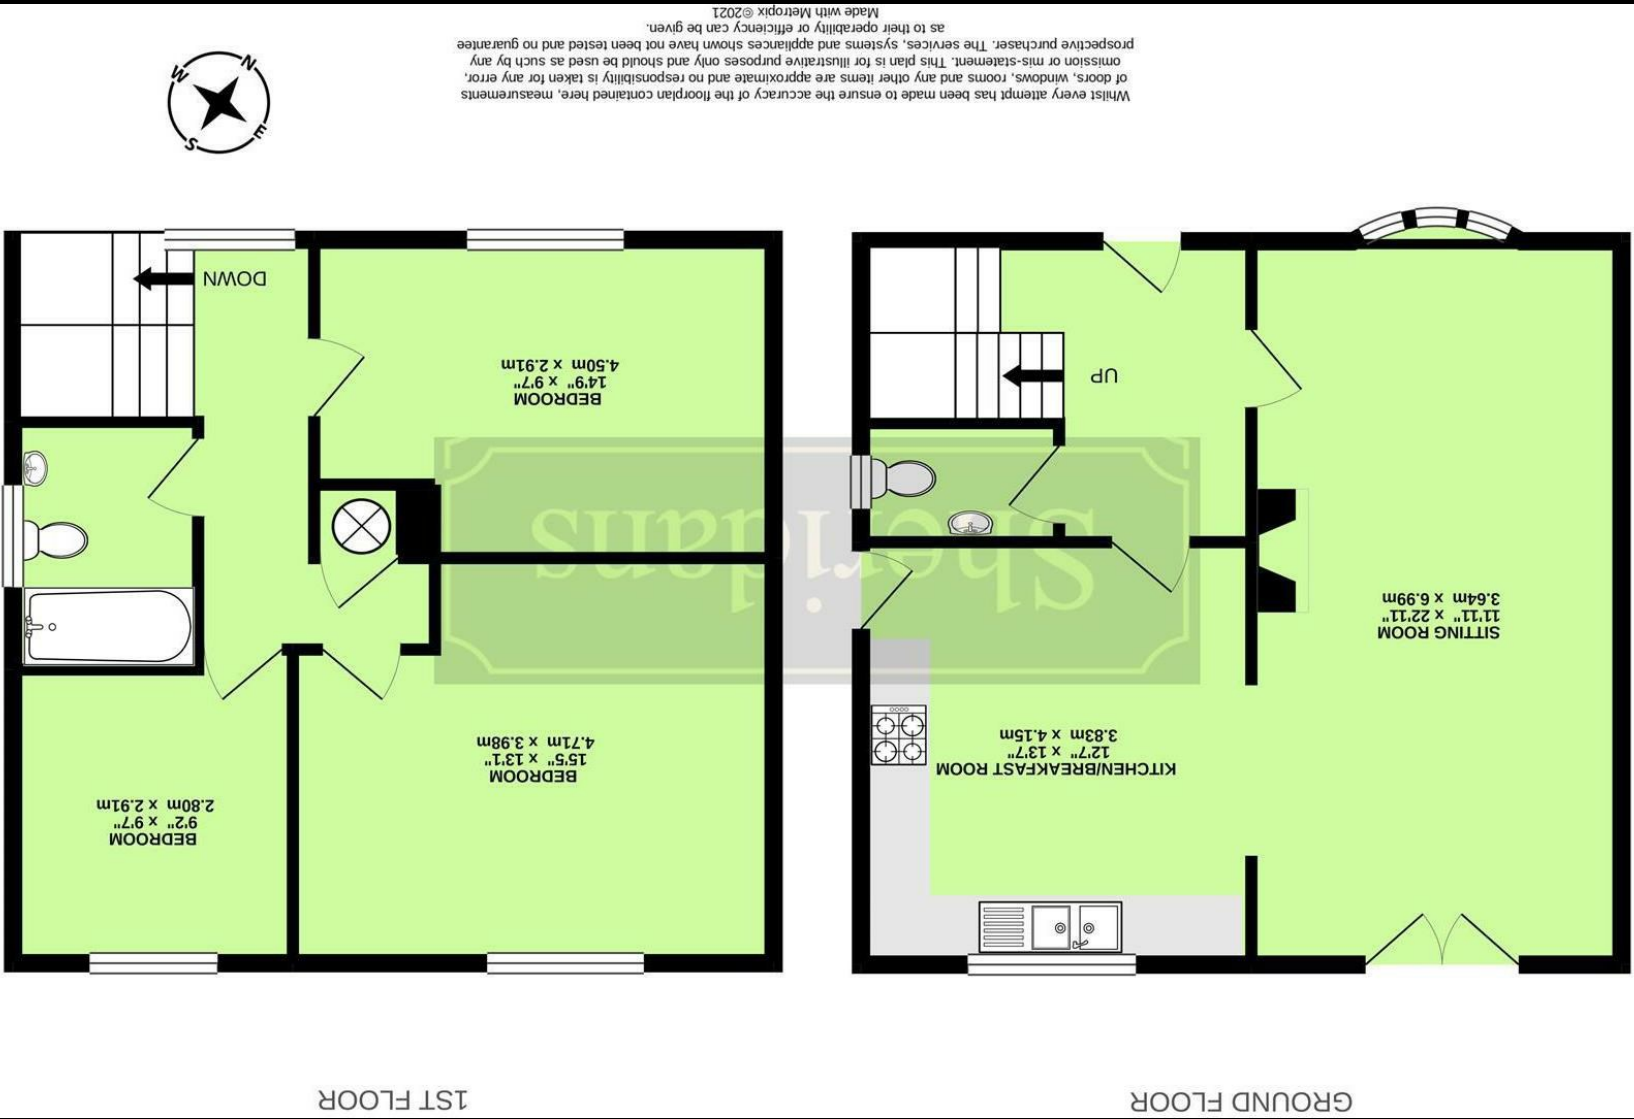 GROUND FLOOR
1ST FLOOR
SITTING ROOM
11'11" x 22'11"
3.64m x 6.99m
KITCHEN/BREAKFAST ROOM
12'7" x 13'7"
3.83m x 4.15m
UP
BEDROOM
15'5" x 13'1"
4.71m x 3.98m
BEDROOM
9'2" x 9'7"
2.80m x 2.91m
BEDROOM
14'9" x 9'7"
4.50m x 2.91m
DOWN
Sheridans
Whilst every attempt has been made to ensure the accuracy of the floorplan contained here, measurements
of doors, windows, rooms and any other items are approximate and no responsibility is taken for any error,
omission or mis-statement. This plan is for illustrative purposes only and should be used as such by any
prospective purchaser. The services, systems and appliances shown have not been tested and no guarantee
as to their operability or efficiency can be given.
Made with Metropix ©2021
N
E
S
W